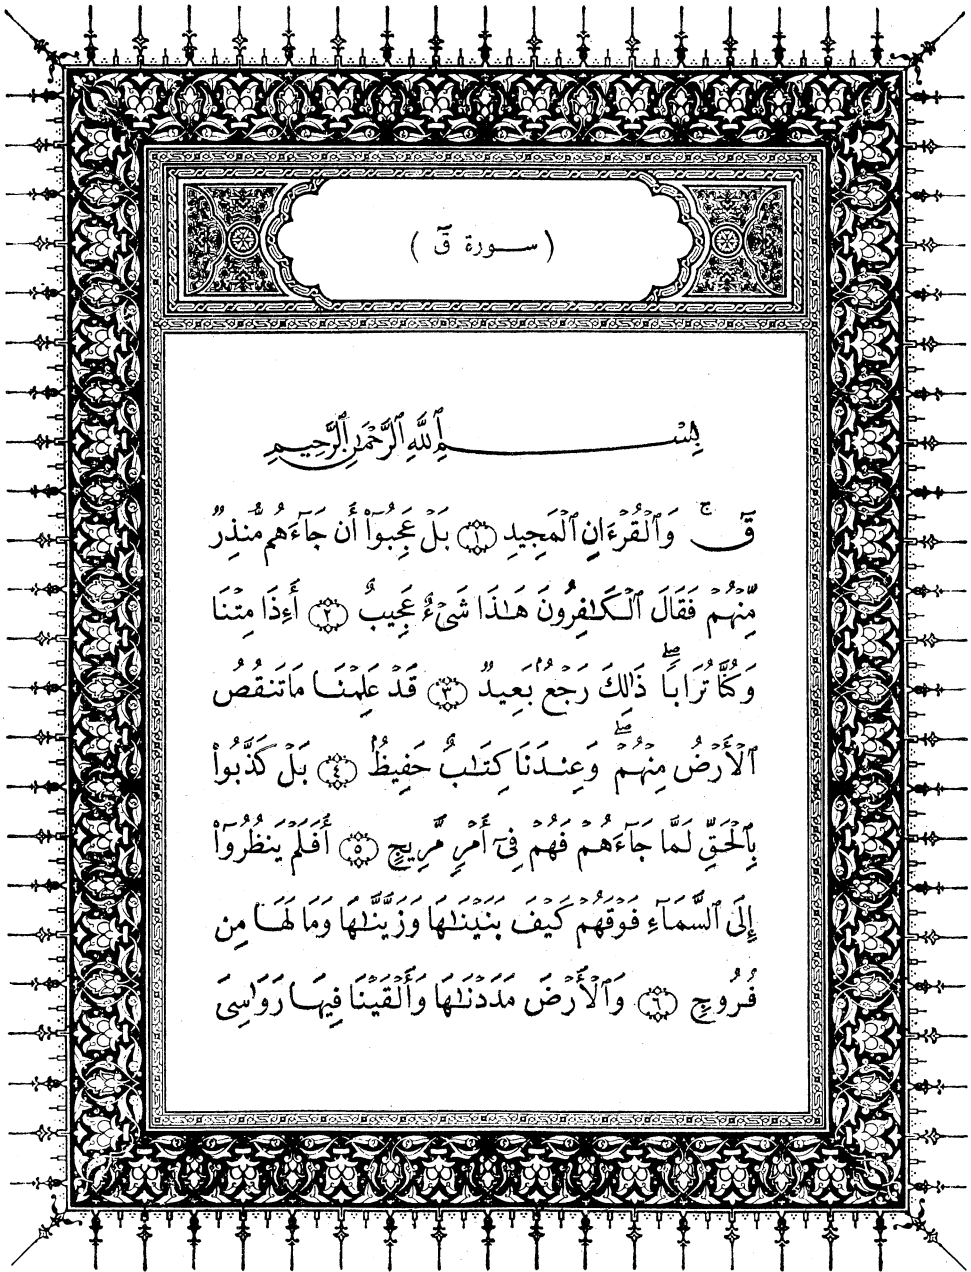 ( سورة قٓ )
بِسْمِ ٱللَّهِ ٱلرَّحْمَٰنِ ٱلرَّحِيمِ
قٓ ۚ وَٱلْقُرْءَانِ ٱلْمَجِيدِ ١ بَلْ عَجِبُوٓا۟ أَن جَآءَهُم مُّنذِرٌ
مِّنْهُمْ فَقَالَ ٱلْكَٰفِرُونَ هَٰذَا شَىْءٌ عَجِيبٌ ٢ أَءِذَا مِتْنَا
وَكُنَّا تُرَابًا ۖ ذَٰلِكَ رَجْعٌۢ بَعِيدٌ ٣ قَدْ عَلِمْنَا مَا تَنقُصُ
ٱلْأَرْضُ مِنْهُمْ ۖ وَعِندَنَا كِتَٰبٌ حَفِيظٌۢ ٤ بَلْ كَذَّبُوا۟
بِٱلْحَقِّ لَمَّا جَآءَهُمْ فَهُمْ فِىٓ أَمْرٍ مَّرِيجٍ ٥ أَفَلَمْ يَنظُرُوٓا۟
إِلَى ٱلسَّمَآءِ فَوْقَهُمْ كَيْفَ بَنَيْنَٰهَا وَزَيَّنَّٰهَا وَمَا لَهَا مِن
فُرُوجٍ ٦ وَٱلْأَرْضَ مَدَدْنَٰهَا وَأَلْقَيْنَا فِيهَا رَوَٰسِىَ